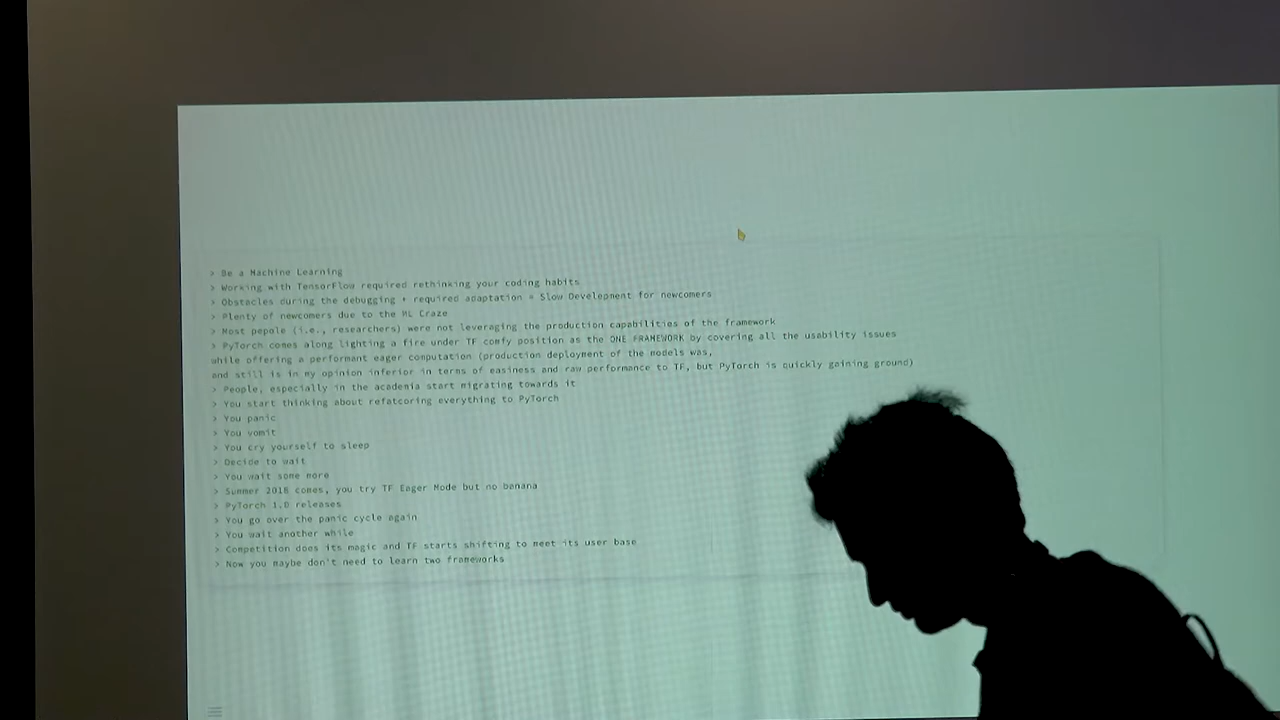 > Be a Machine Learning
> Working with TensorFlow required rethinking your coding habits
> Obstacles during the debugging + required adaptation = Slow Development for newcomers
> Plenty of newcomers due to the ML Craze
> Most pepole (i.e., researchers) were not leveraging the production capabilities of the framework
> PyTorch comes along lighting a fire under TF comfy position as the ONE FRAMEWORK by covering all the usability issues
while offering a performant eager computation (production deployment of the models was,
and still is in my opinion inferior in terms of easiness and raw performance to TF, but PyTorch is quickly gaining ground)
> People, especially in the academia start migrating towards it
> You start thinking about refatcoring everything to PyTorch
> You panic
> You vomit
> You cry yourself to sleep
> Decide to wait
> You wait some more
> Summer 2018 comes, you try TF Eager Mode but no banana
> PyTorch 1.0 releases
> You go over the panic cycle again
> You wait another while
> Competition does its magic and TF starts shifting to meet its user base
> Now you maybe don't need to learn two frameworks